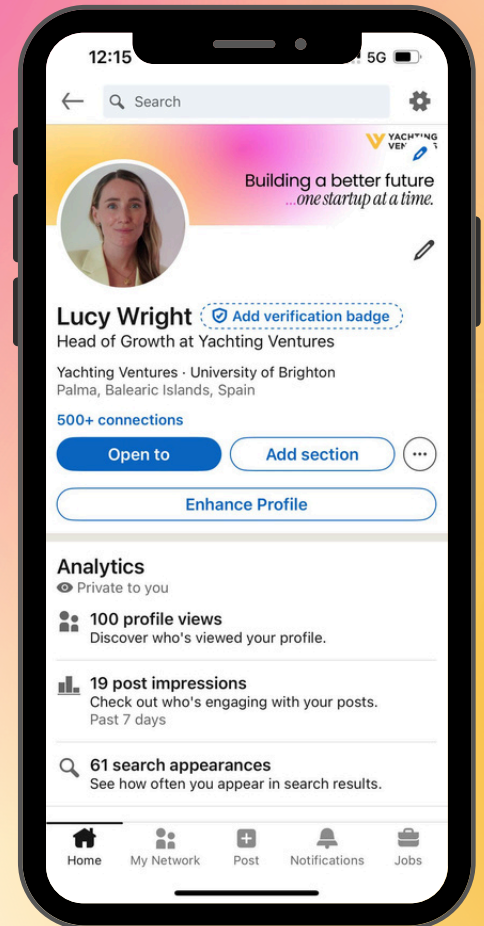 12:15
5G
Search
YACHTING
Building a better future
...one startup at a time.
Lucy Wright
Add verification badge
Head of Growth at Yachting Ventures
Yachting Ventures · University of Brighton
Palma, Balearic Islands, Spain
500+ connections
Open to
Add section
Enhance Profile
Analytics
Private to you
100 profile views
Discover who's viewed your profile.
19 post impressions
Check out who's engaging with your posts.
Past 7 days
61 search appearances
See how often you appear in search results.
Home
My Network
Post
Notifications
Jobs